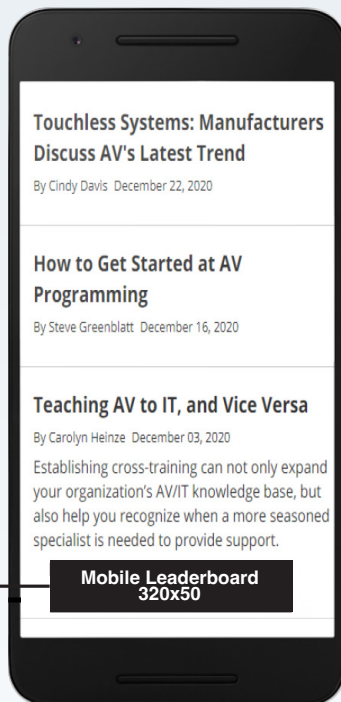 Touchless Systems: Manufacturers
Discuss AV's Latest Trend
By Cindy Davis December 22, 2020
How to Get Started at AV
Programming
By Steve Greenblatt December 16, 2020
Teaching AV to IT, and Vice Versa
By Carolyn Heinze December 03, 2020
Establishing cross-training can not only expand
your organization's AV/IT knowledge base, but
also help you recognize when a more seasoned
specialist is needed to provide support.
Mobile Leaderboard
320x50